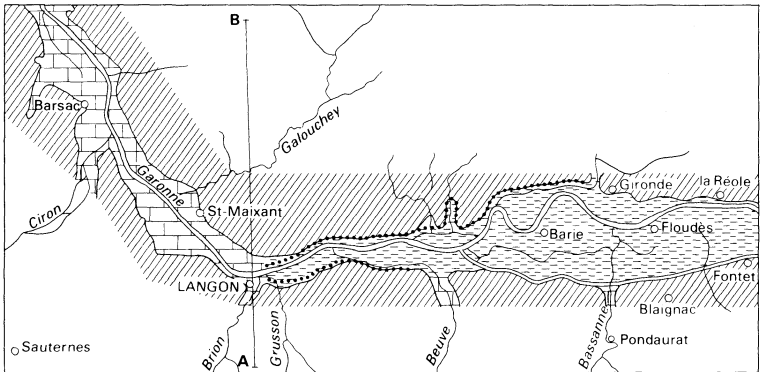 B
Barsac
Galouchey
Garonne
Gironde
la Réole
Ciron
St-Maixant
Barie
Floudès
LANGON
Fontet
Blaignac
Sauternes
Brion
A
Grusson
Beuve
Bassanne
Pondaurat